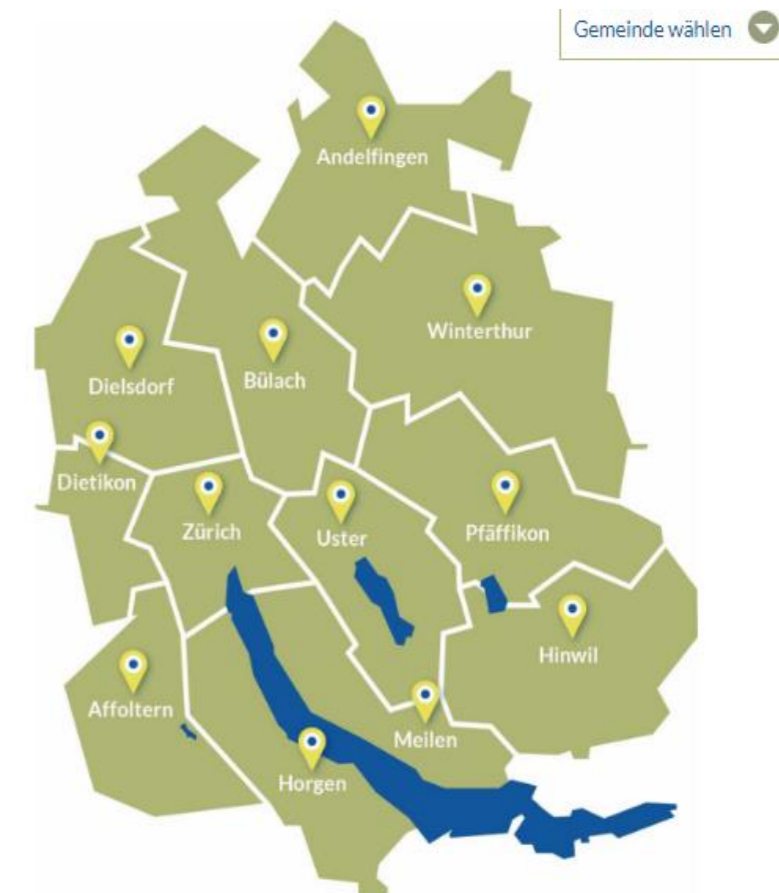 Gemeinde wählen
Andelfingen
Winterthur
Bülach
Dielsdorf
Dietikon
Zürich
Uster
Pfäffikon
Hinwil
Affoltern
Meilen
Horgen